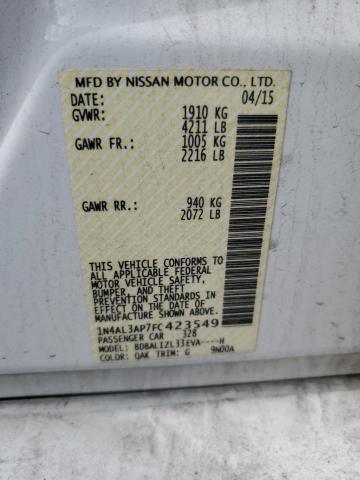 MFD BY NISSAN MOTOR CO., LTD.
DATE: 04/15
GVWR: 1910 KG
4211 LB
GAWR FR.: 1005 KG
2216 LB
GAWR RR.: 940 KG
2072 LB
THIS VEHICLE CONFORMS TO ALL
APPLICABLE U.S. FEDERAL
MOTOR VEHICLE SAFETY,
BUMPER, AND THEFT
PREVENTION STANDARDS IN
EFFECT ON THE DATE OF
MANUFACTURE SHOWN ABOVE.
1N4AL3AP7FC423549
PASSENGER CAR 328
MODEL: BDBALIZL33EVA----H
COLOR: QAK TRIM: G 9N00A